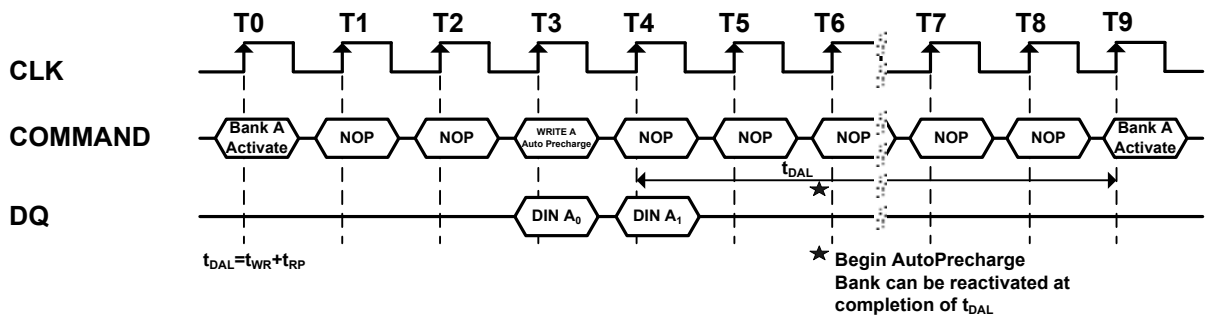 T0 T1 T2 T3 T4 T5 T6 T7 T8 T9
CLK
COMMAND Bank A Activate NOP NOP WRITE A Auto Precharge NOP NOP NOP NOP NOP Bank A Activate
tDAL
DQ DIN A0 DIN A1
tDAL=tWR+tRP
★ Begin AutoPrecharge
Bank can be reactivated at
completion of tDAL